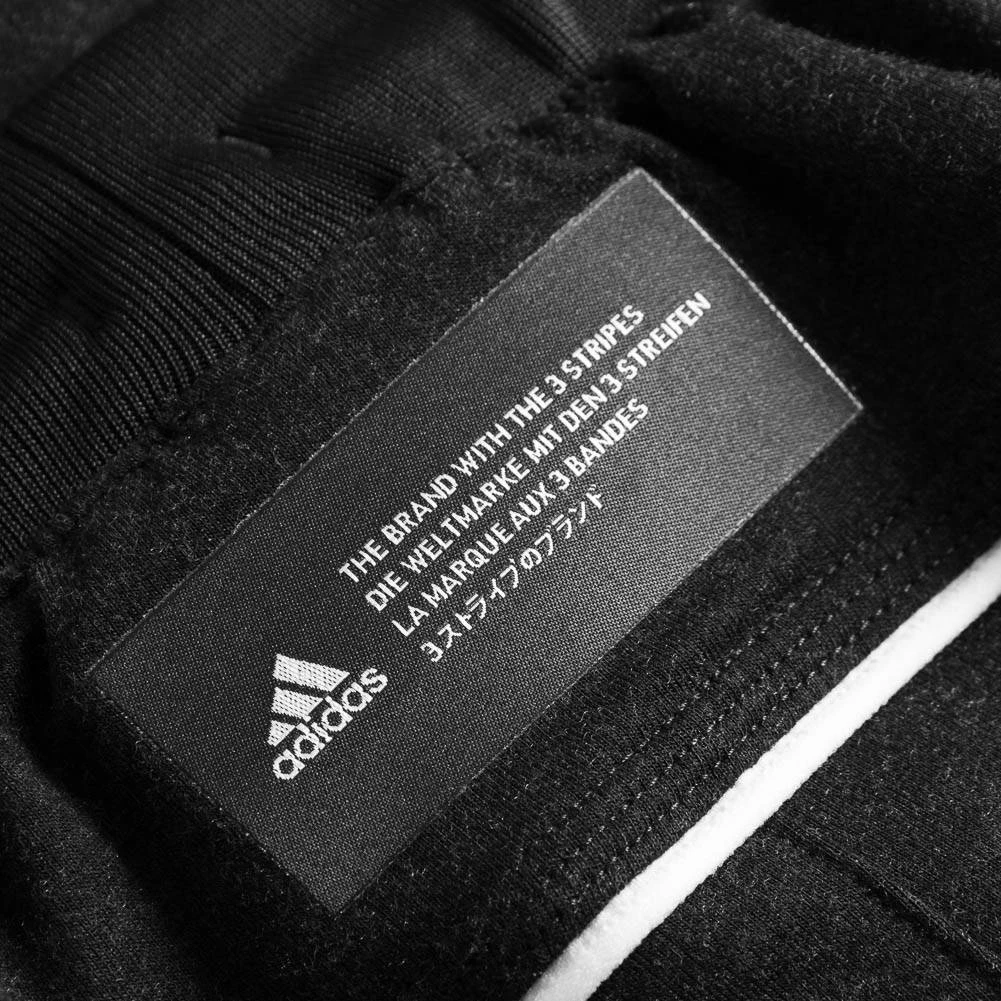 THE BRAND WITH THE 3 STRIPES
DIE WELTMARKE MIT DEN 3 STREIFEN
LA MARQUE AUX 3 BANDES
3ストライプのブランド
adidas